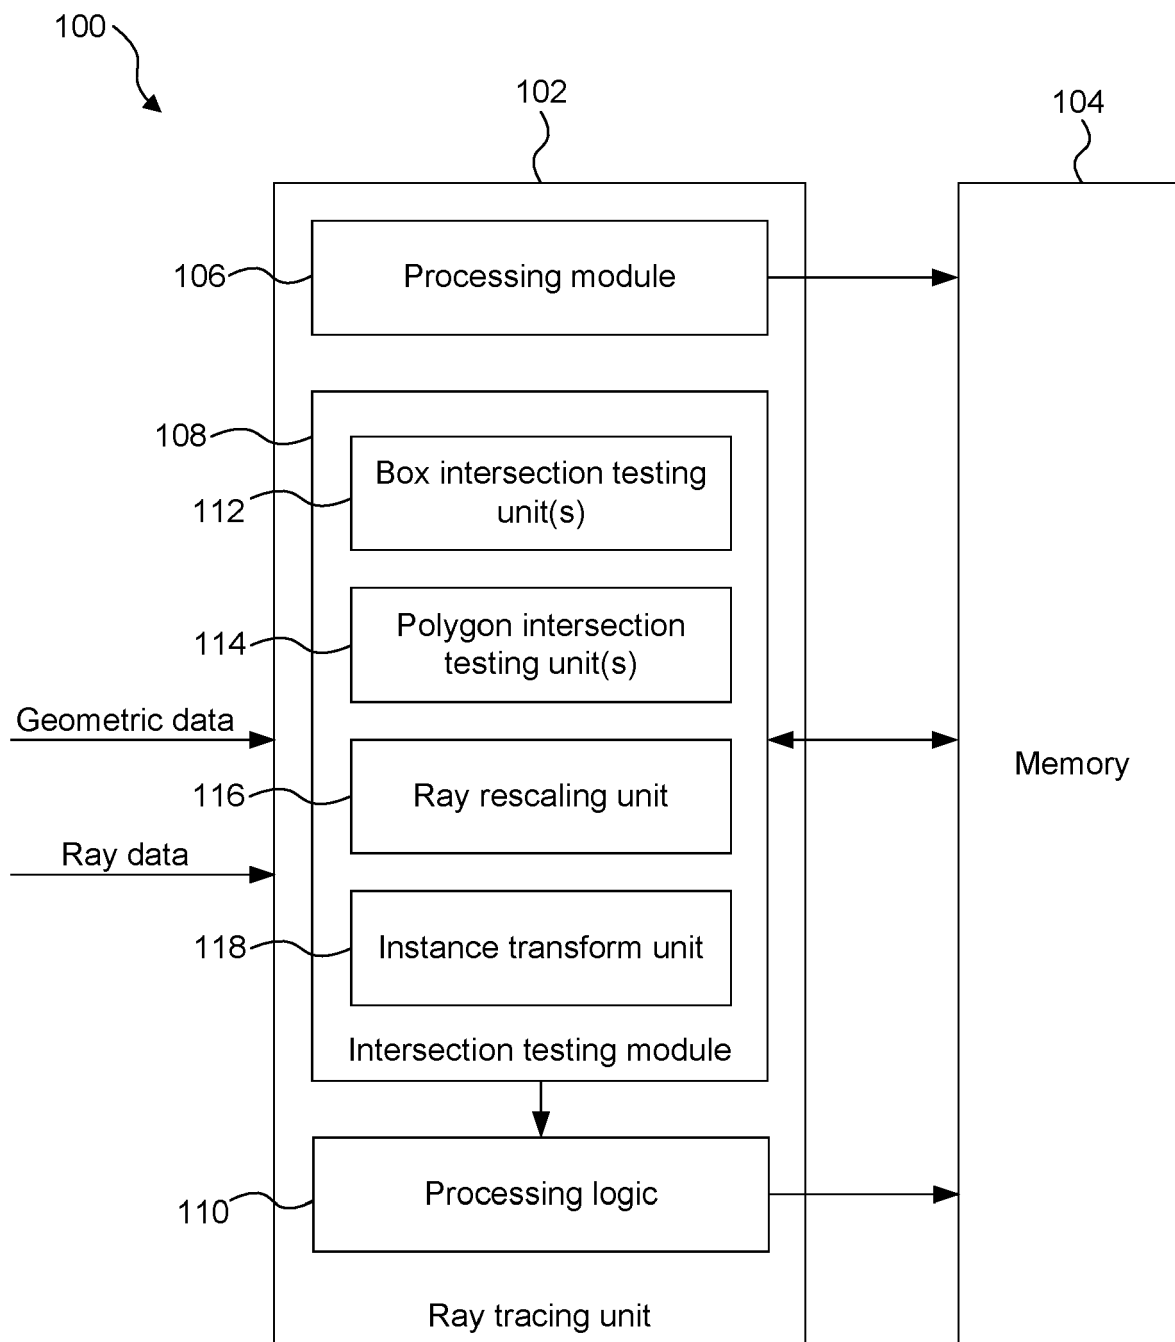 100
102
104
106
Processing module
108
Box intersection testing
unit(s)
112
Polygon intersection
testing unit(s)
114
Geometric data
Memory
116
Ray rescaling unit
Ray data
118
Instance transform unit
Intersection testing module
Processing logic
110
Ray tracing unit